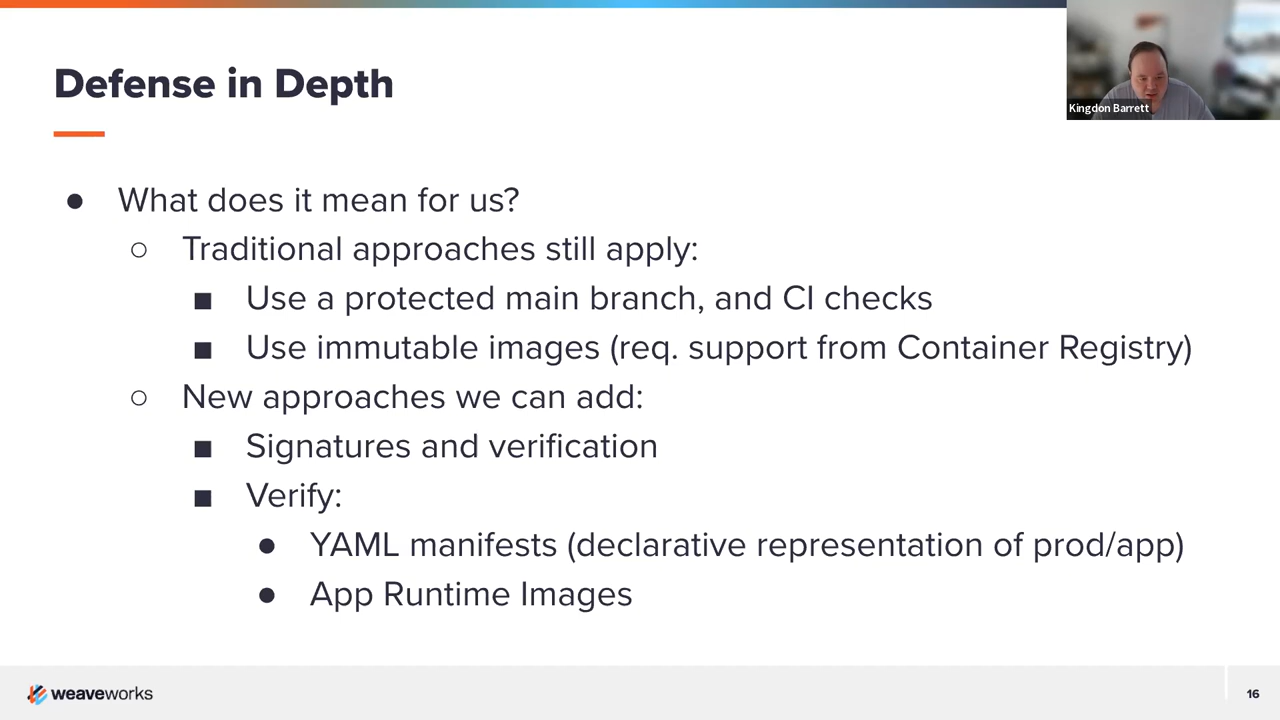 Defense in Depth
Kingdon Barrett
● What does it mean for us?
○ Traditional approaches still apply:
■ Use a protected main branch, and CI checks
■ Use immutable images (req. support from Container Registry)
○ New approaches we can add:
■ Signatures and verification
■ Verify:
● YAML manifests (declarative representation of prod/app)
● App Runtime Images
weaveworks
16